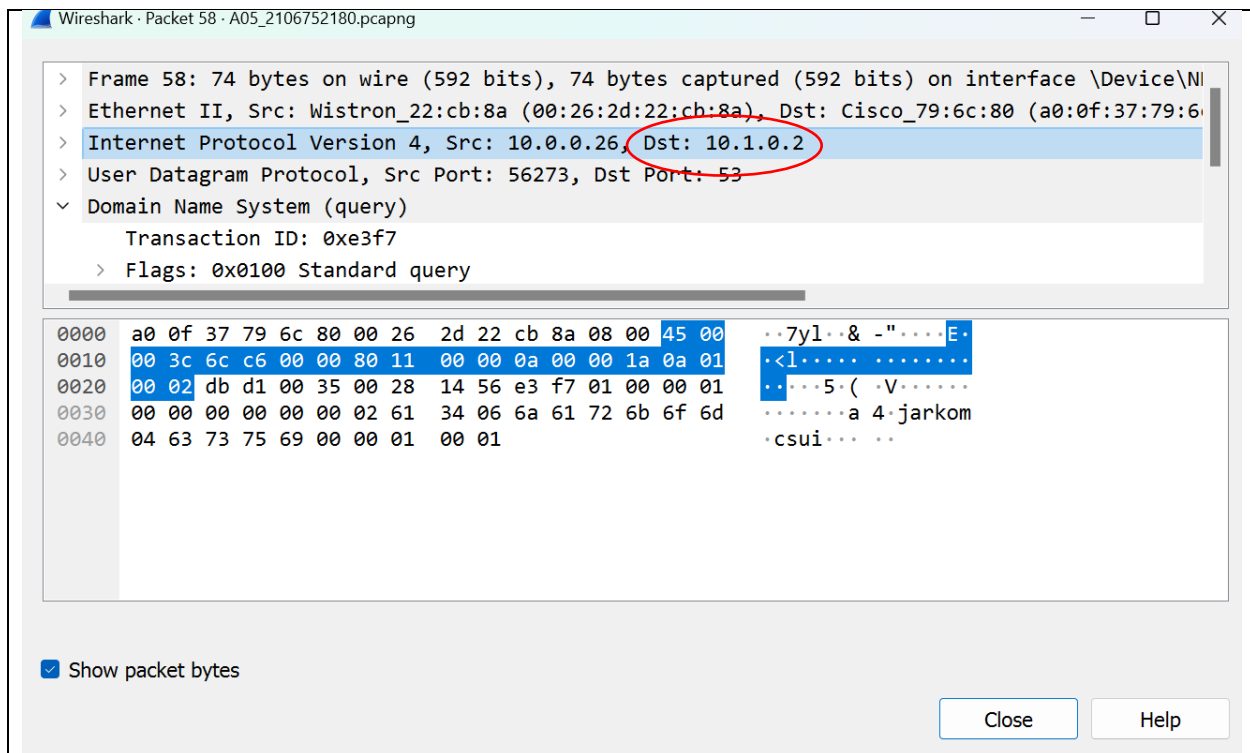 Wireshark · Packet 58 · A05_2106752180.pcapng
> Frame 58: 74 bytes on wire (592 bits), 74 bytes captured (592 bits) on interface \Device\N
> Ethernet II, Src: Wistron_22:cb:8a (00:26:2d:22:cb:8a), Dst: Cisco_79:6c:80 (a0:0f:37:79:6
> Internet Protocol Version 4, Src: 10.0.0.26, Dst: 10.1.0.2
> User Datagram Protocol, Src Port: 56273, Dst Port: 53
Domain Name System (query)
Transaction ID: 0xe3f7
> Flags: 0x0100 Standard query
0000 a0 0f 37 79 6c 80 00 26 2d 22 cb 8a 08 00 45 00 ··7yl··& -"····E·
0010 00 3c 6c c6 00 00 80 11 00 00 0a 00 00 1a 0a 01 ·<l····· ········
0020 00 02 db d1 00 35 00 28 14 56 e3 f7 01 00 00 01 ·····5·( ·V······
0030 00 00 00 00 00 00 02 61 34 06 6a 61 72 6b 6f 6d ·······a 4·jarkom
0040 04 63 73 75 69 00 00 01 00 01 ·csui··· ··
Show packet bytes
Close Help